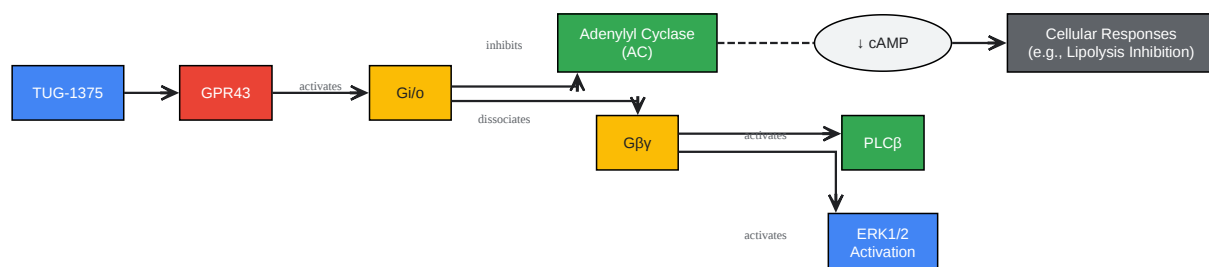 TUG-1375
GPR43
activates
Gi/o
inhibits
dissociates
Adenylyl Cyclase
(AC)
↓ cAMP
Cellular Responses
(e.g., Lipolysis Inhibition)
Gβγ
activates
PLCβ
activates
ERK1/2
Activation